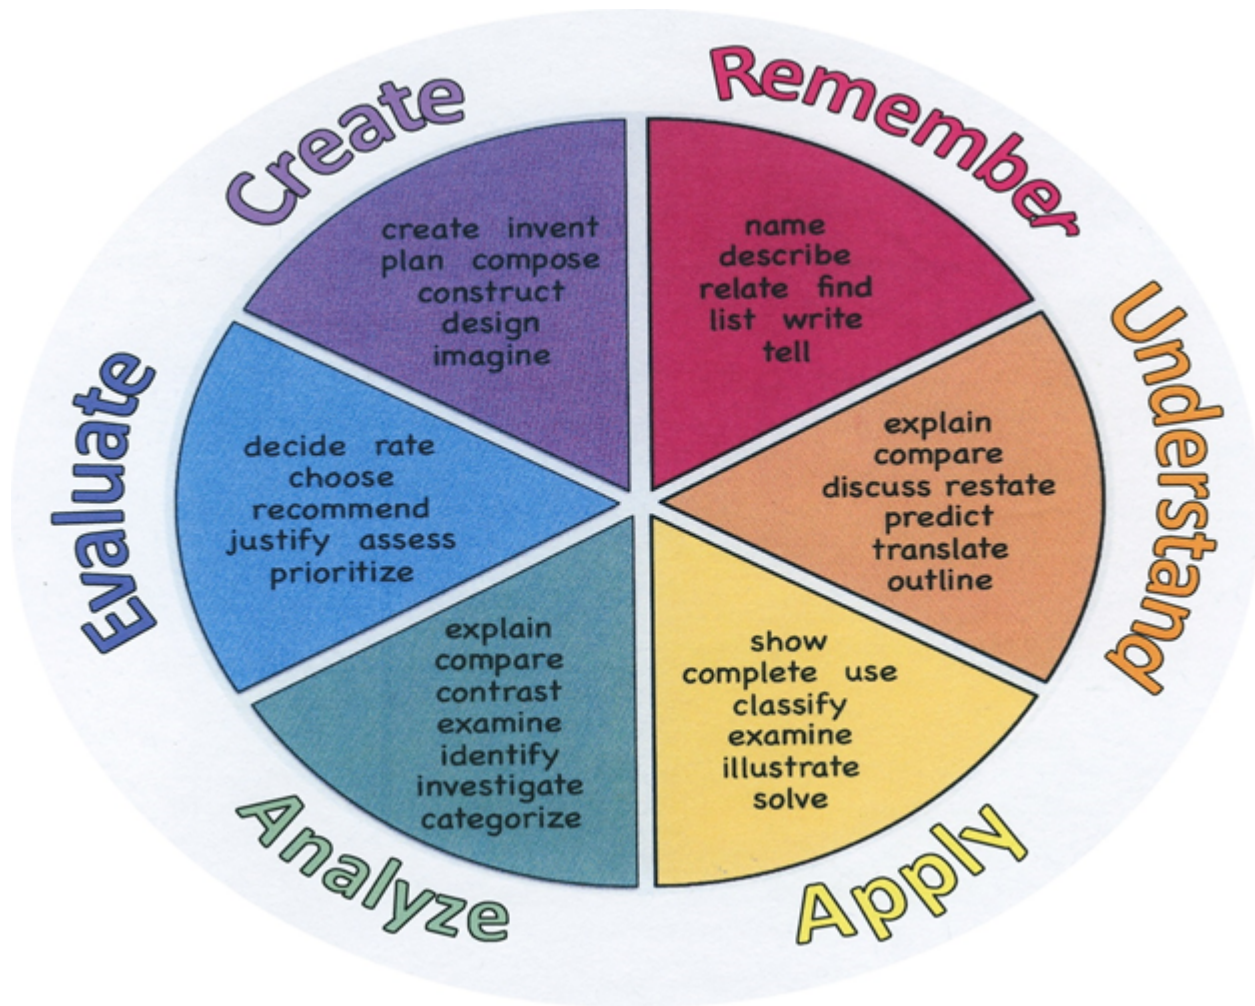 Remember
name
describe
relate find
list write
tell
Understand
explain
compare
discuss restate
predict
translate
outline
Apply
show
complete use
classify
examine
illustrate
solve
Analyze
explain
compare
contrast
examine
identify
investigate
categorize
Evaluate
decide rate
choose
recommend
justify assess
prioritize
Create
create invent
plan compose
construct
design
imagine